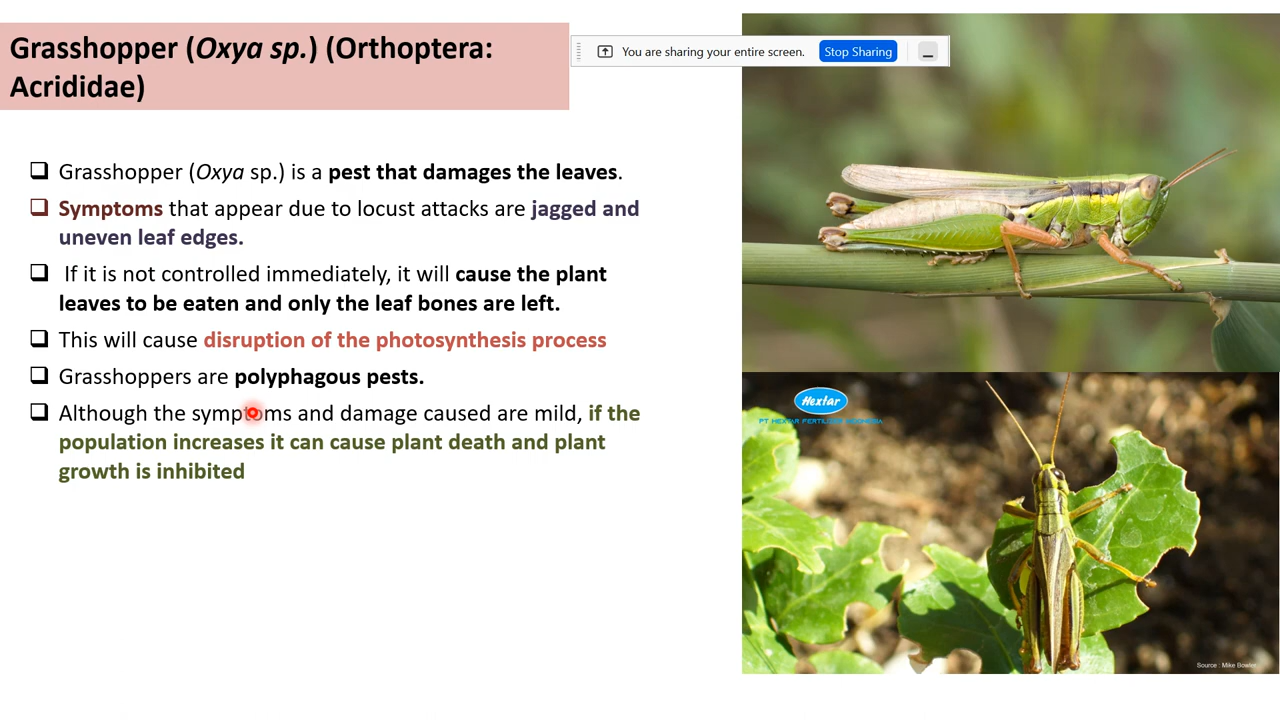 Grasshopper (Oxya sp.) (Orthoptera:
Acrididae)
You are sharing your entire screen.
Stop Sharing
Grasshopper (Oxya sp.) is a pest that damages the leaves.
Symptoms that appear due to locust attacks are jagged and
uneven leaf edges.
If it is not controlled immediately, it will cause the plant
leaves to be eaten and only the leaf bones are left.
This will cause disruption of the photosynthesis process
Grasshoppers are polyphagous pests.
Although the symptoms and damage caused are mild, if the
population increases it can cause plant death and plant
growth is inhibited
Hextar
PT HEXTAR FERTILIZER INDONESIA
Source : Mike Bowler